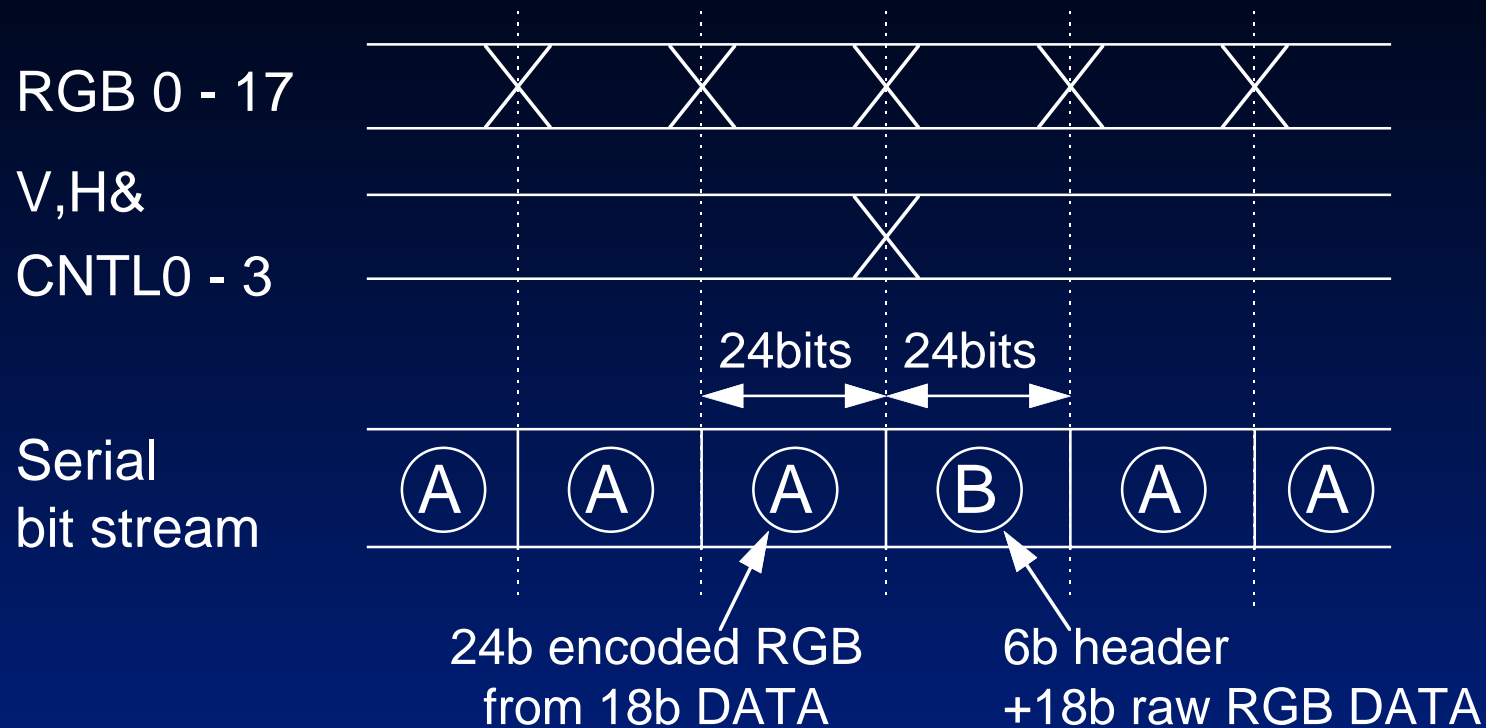 RGB 0 - 17
V,H&
CNTL0 - 3
24bits 24bits
Serial
bit stream
A A A B A A
24b encoded RGB
from 18b DATA
6b header
+18b raw RGB DATA